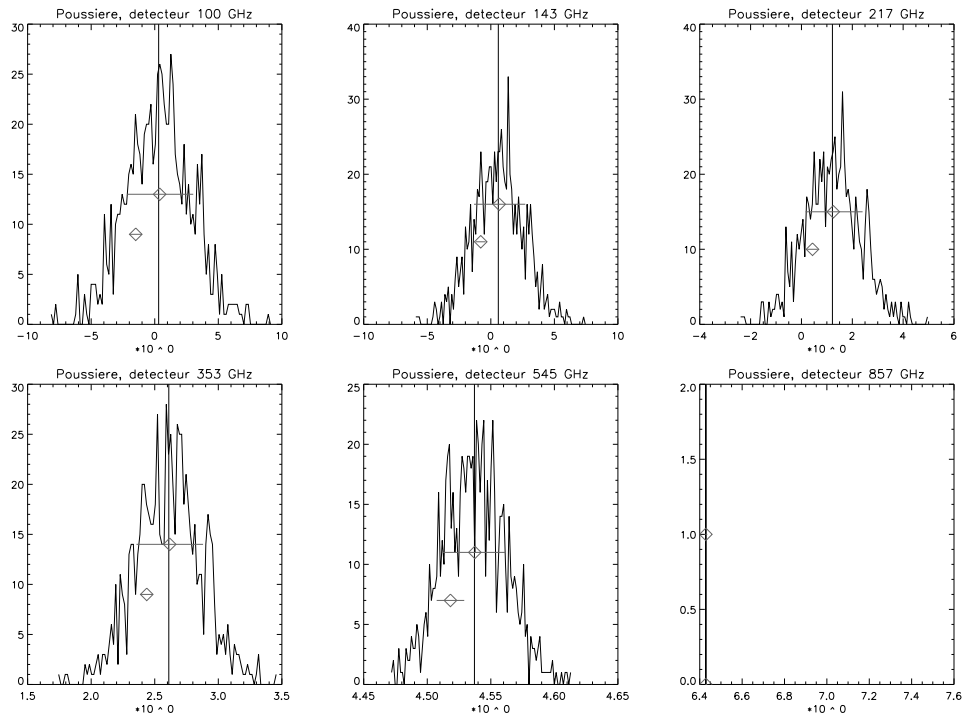 Poussiere, detecteur 100 GHz
30
25
20
15
10
5
0
-10 -5 0 5 10
*10 ^ 0
Poussiere, detecteur 143 GHz
40
30
20
10
0
-10 -5 0 5 10
*10 ^ 0
Poussiere, detecteur 217 GHz
40
30
20
10
0
-4 -2 0 2 4 6
*10 ^ 0
Poussiere, detecteur 353 GHz
30
25
20
15
10
5
0
1.5 2.0 2.5 3.0 3.5
*10 ^ 0
Poussiere, detecteur 545 GHz
25
20
15
10
5
0
4.45 4.50 4.55 4.60 4.65
*10 ^ 0
Poussiere, detecteur 857 GHz
2.0
1.5
1.0
0.5
0.0
6.4 6.6 6.8 7.0 7.2 7.4 7.6
*10 ^ 0